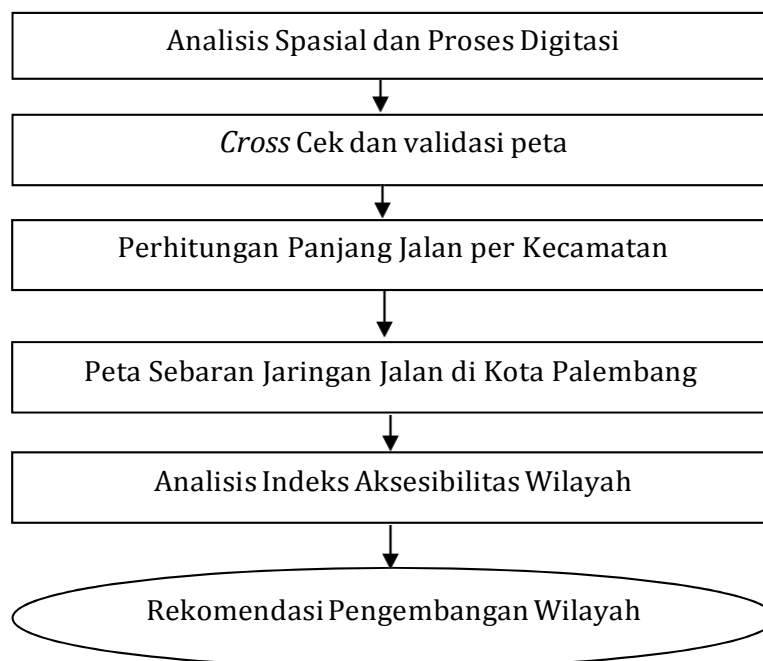 Analisis Spasial dan Proses Digitasi
Cross Cek dan validasi peta
Perhitungan Panjang Jalan per Kecamatan
Peta Sebaran Jaringan Jalan di Kota Palembang
Analisis Indeks Aksesibilitas Wilayah
Rekomendasi Pengembangan Wilayah